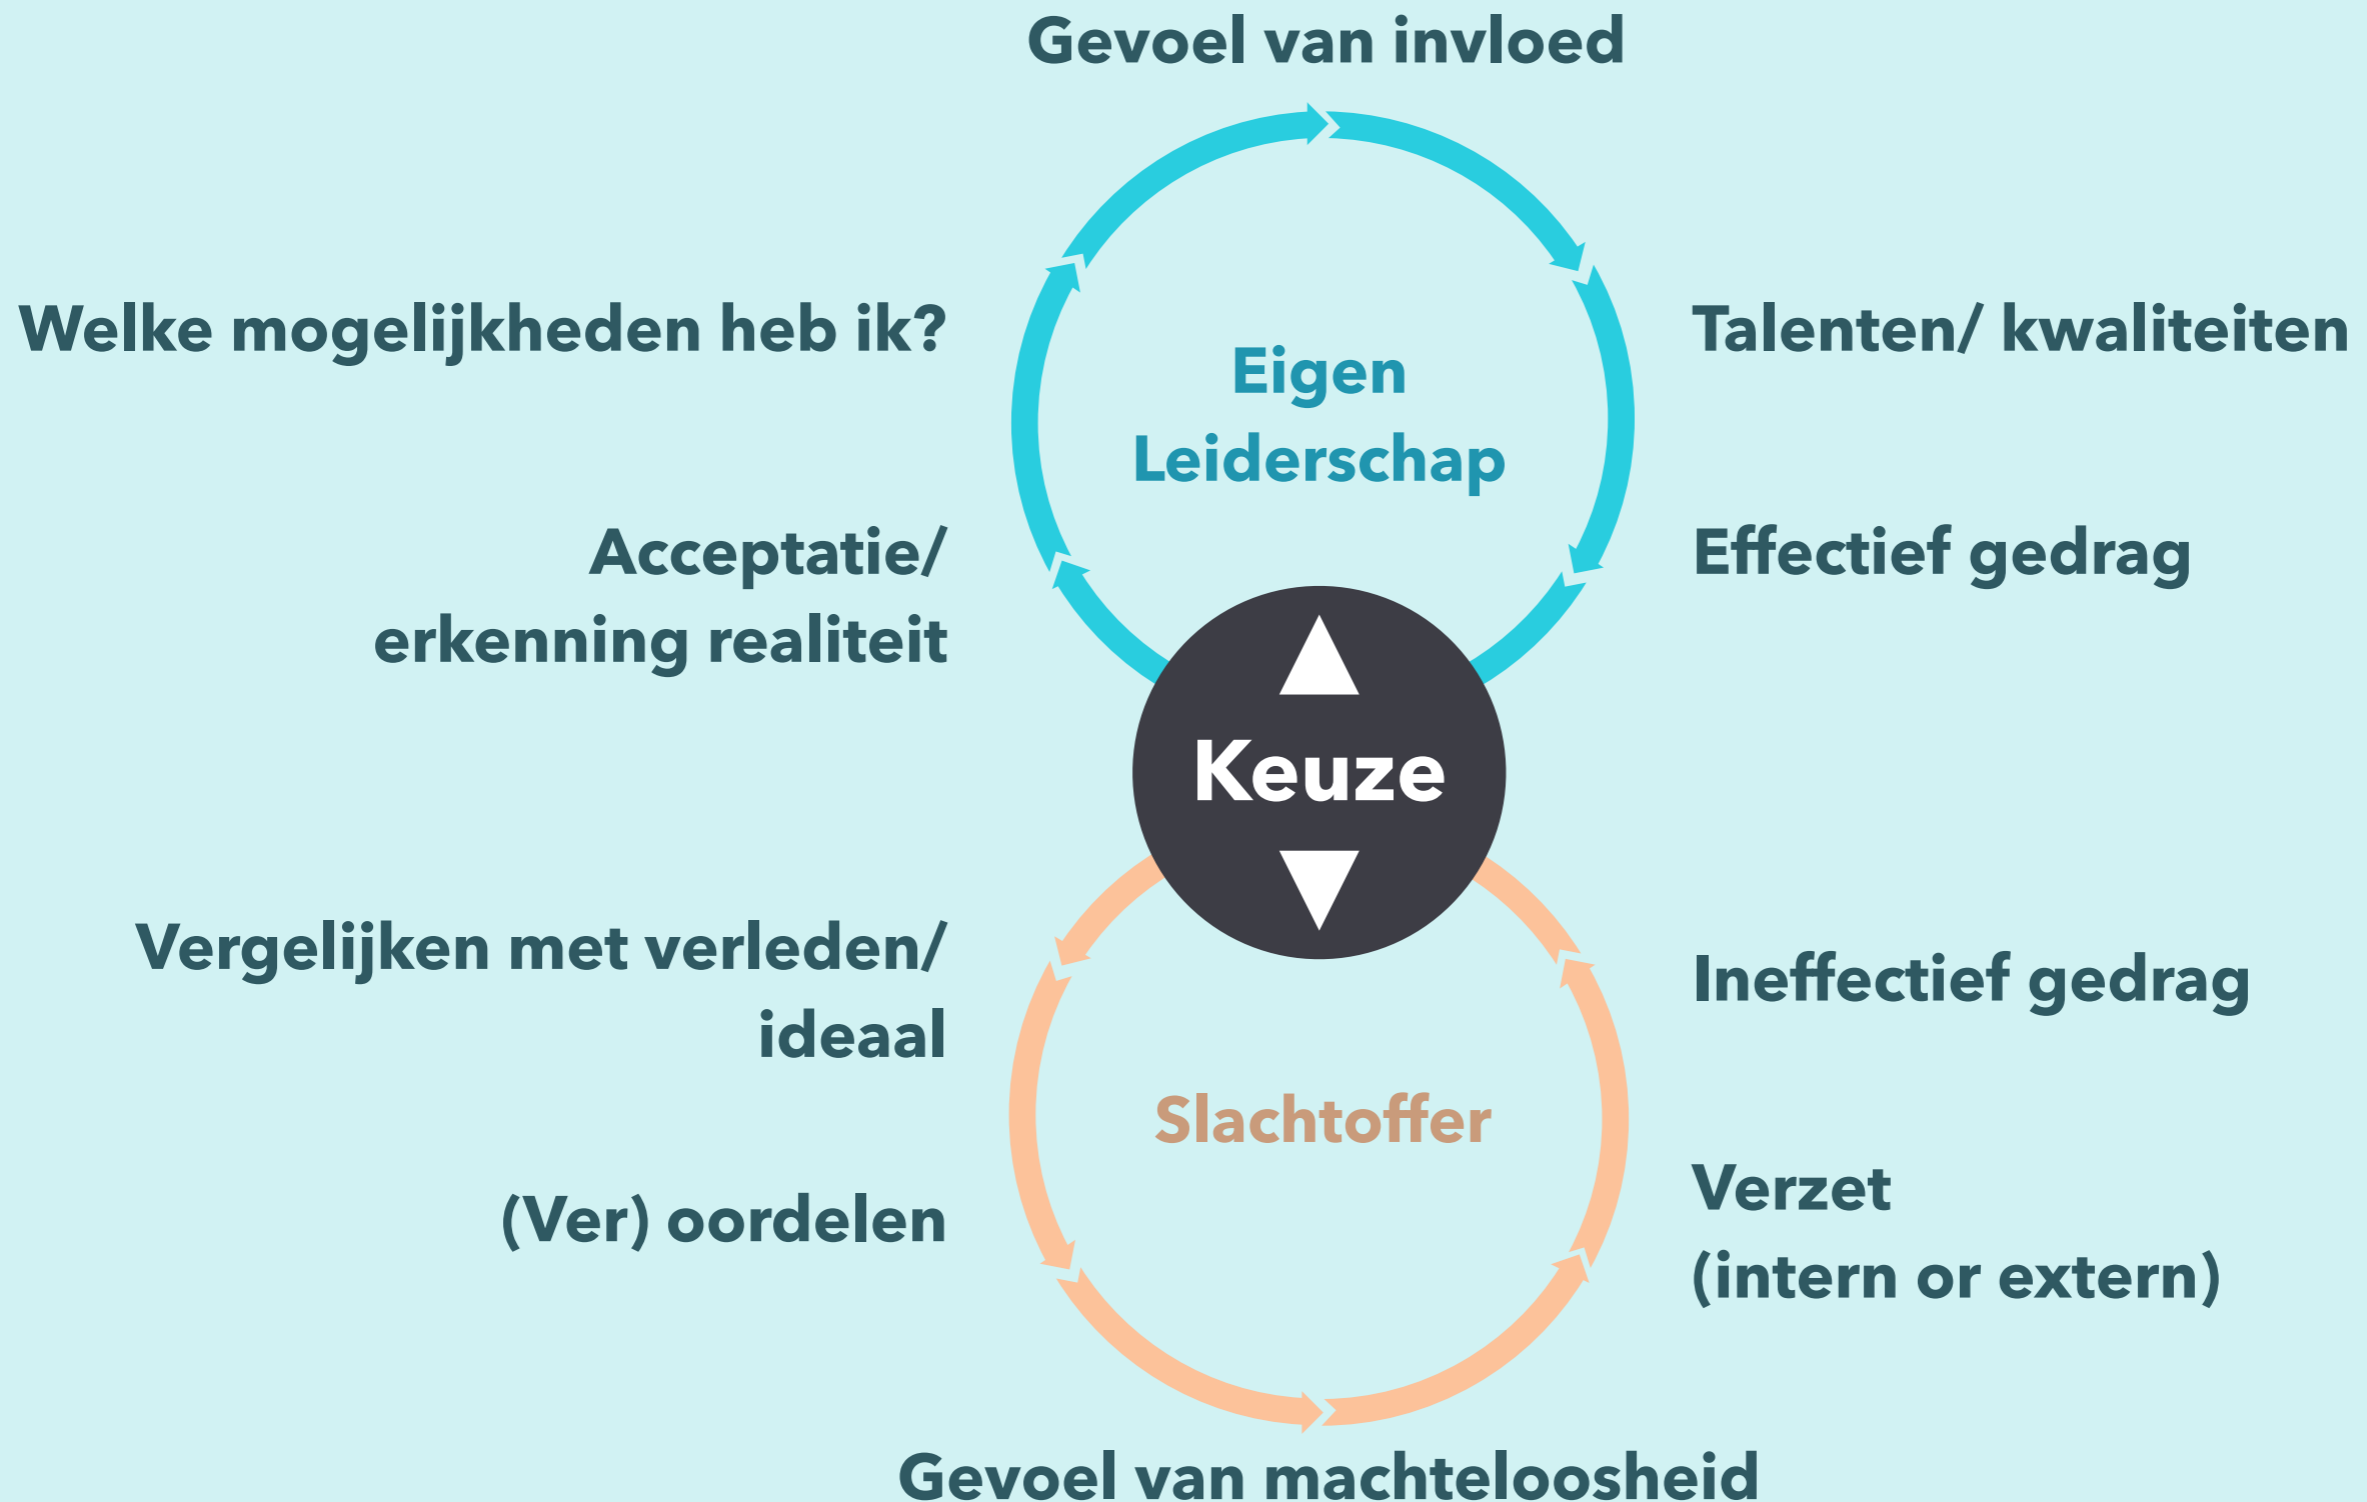 Gevoel van invloed
Welke mogelijkheden heb ik?
Talenten/ kwaliteiten
Eigen
Leiderschap
Acceptatie/
erkenning realiteit
Effectief gedrag
Keuze
Vergelijken met verleden/
ideaal
Ineffectief gedrag
Slachtoffer
(Ver) oordelen
Verzet
(intern or extern)
Gevoel van machteloosheid